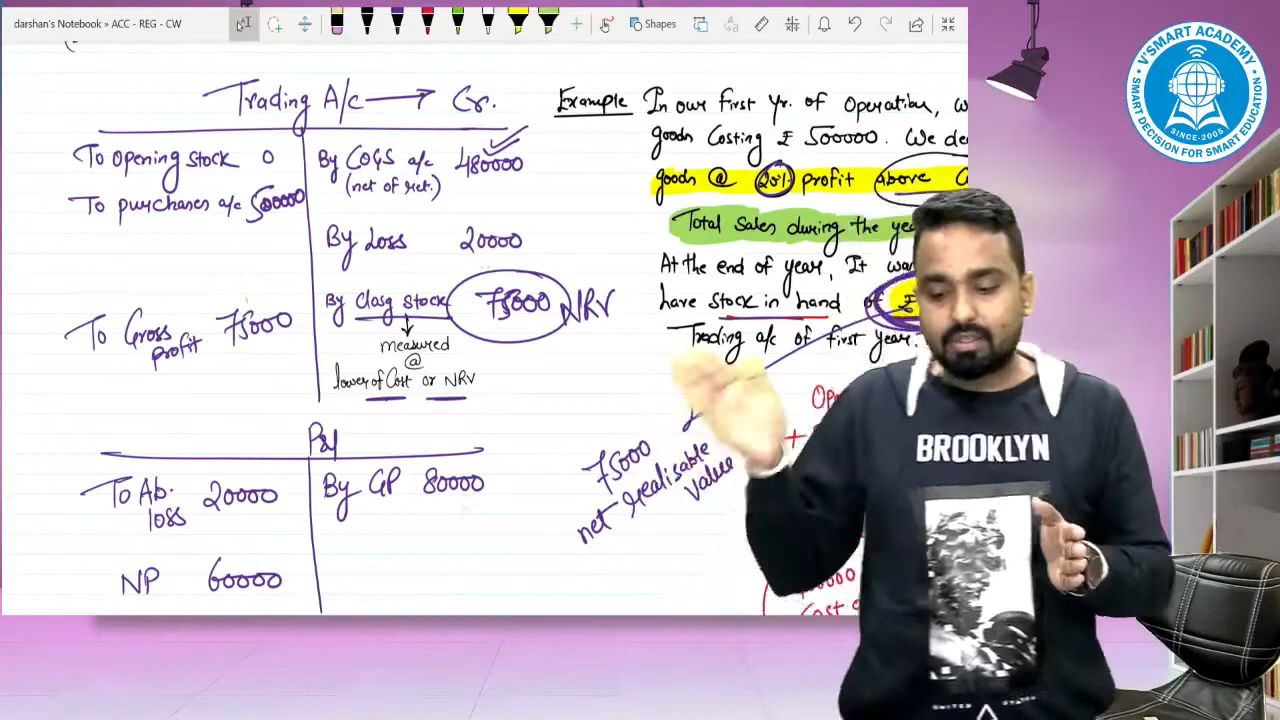 darshan's Notebook » ACC - REG - CW
Shapes
Trading A/c → Cr.
To opening stock 0
To purchases a/c 500000
To Gross profit 75000
By COGS a/c 480000
(net of ret.)
By Loss 20000
By Closg stock 75000 NRV
measured
@
lower of Cost or NRV
P&L
To Ab. loss 20000
NP 60000
By GP 80000
Example In our first Yr. of Operation,
goods Costing ₹ 500000. We
goods @ 20% profit above
Total Sales during the
At the end of year, It
have stock in hand of ₹
Trading a/c of first year.
75000
net realisable
value
+
BROOKLYN
UNITED STATES
V'SMART ACADEMY
SMART DECISION FOR SMART EDUCATION
SINCE-2005